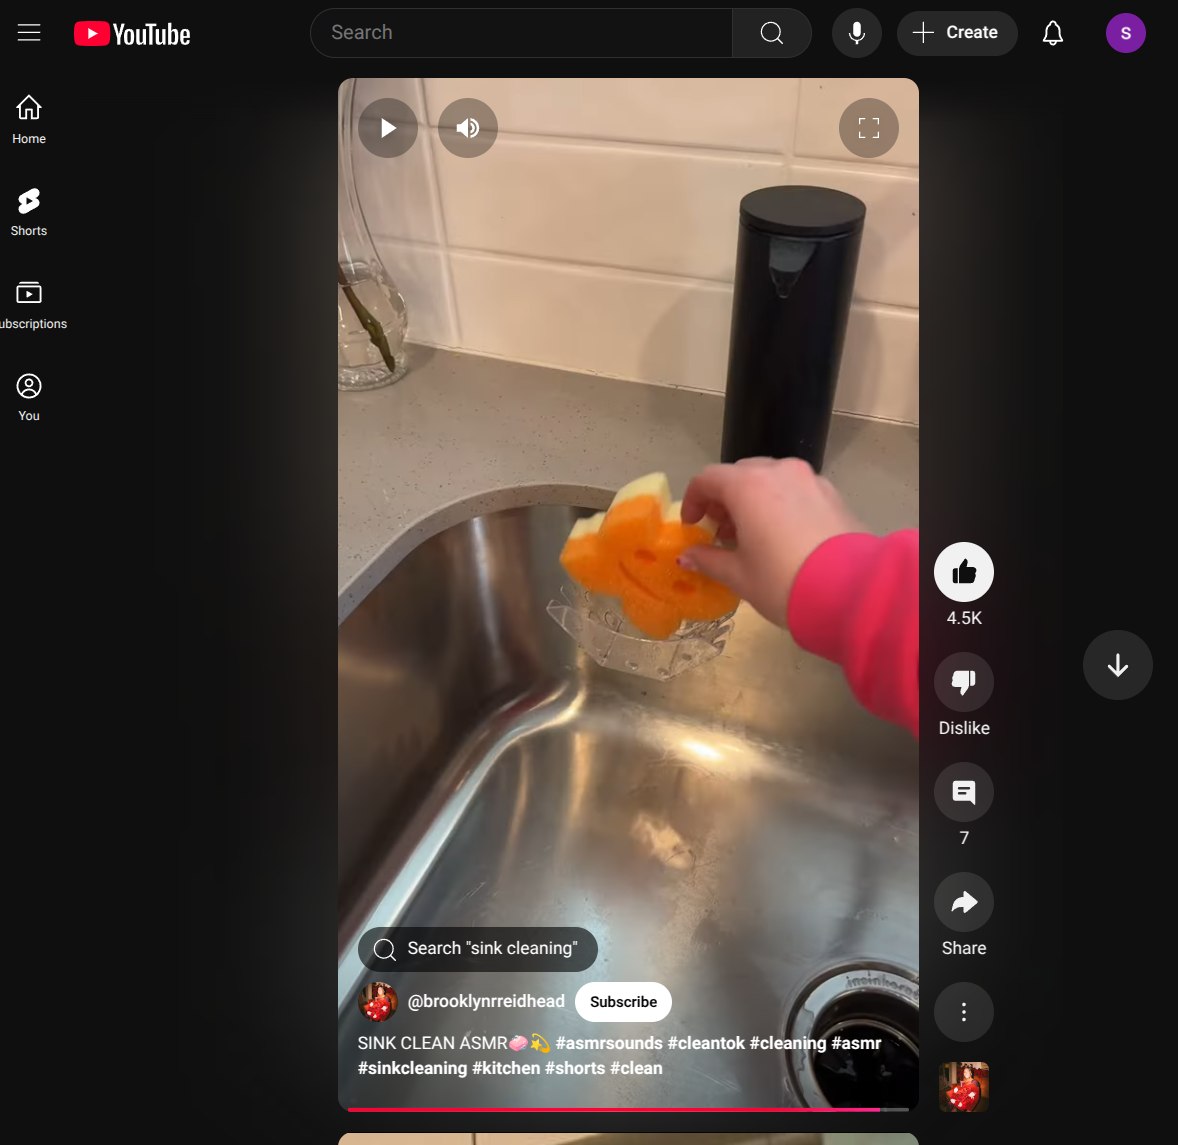 YouTube
Search
Create
S
Home
Shorts
ubscriptions
You
4.5K
Dislike
7
Share
Search "sink cleaning"
@brooklynrreidhead
Subscribe
SINK CLEAN ASMR🧼💫 #asmrsounds #cleantok #cleaning #asmr
#sinkcleaning #kitchen #shorts #clean